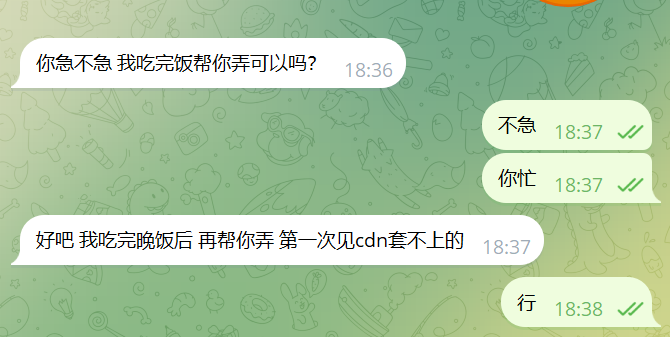 你急不急 我吃完饭帮你弄可以吗? 18:36
不急 18:37
你忙 18:37
好吧 我吃完晚饭后 再帮你弄 第一次见cdn套不上的 18:37
行 18:38